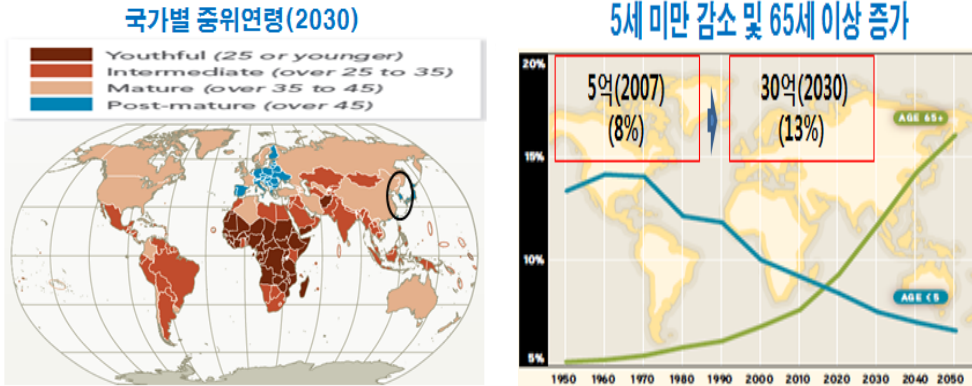 국가별 중위연령(2030)
Youthful (25 or younger)
Intermediate (over 25 to 35)
Mature (over 35 to 45)
Post-mature (over 45)
5세 미만 감소 및 65세 이상 증가
20%
15%
10%
5%
5억(2007)
(8%)
30억(2030)
(13%)
AGE 65+
AGE <5
1950 1960 1970 1980 1990 2000 2010 2020 2030 2040 2050